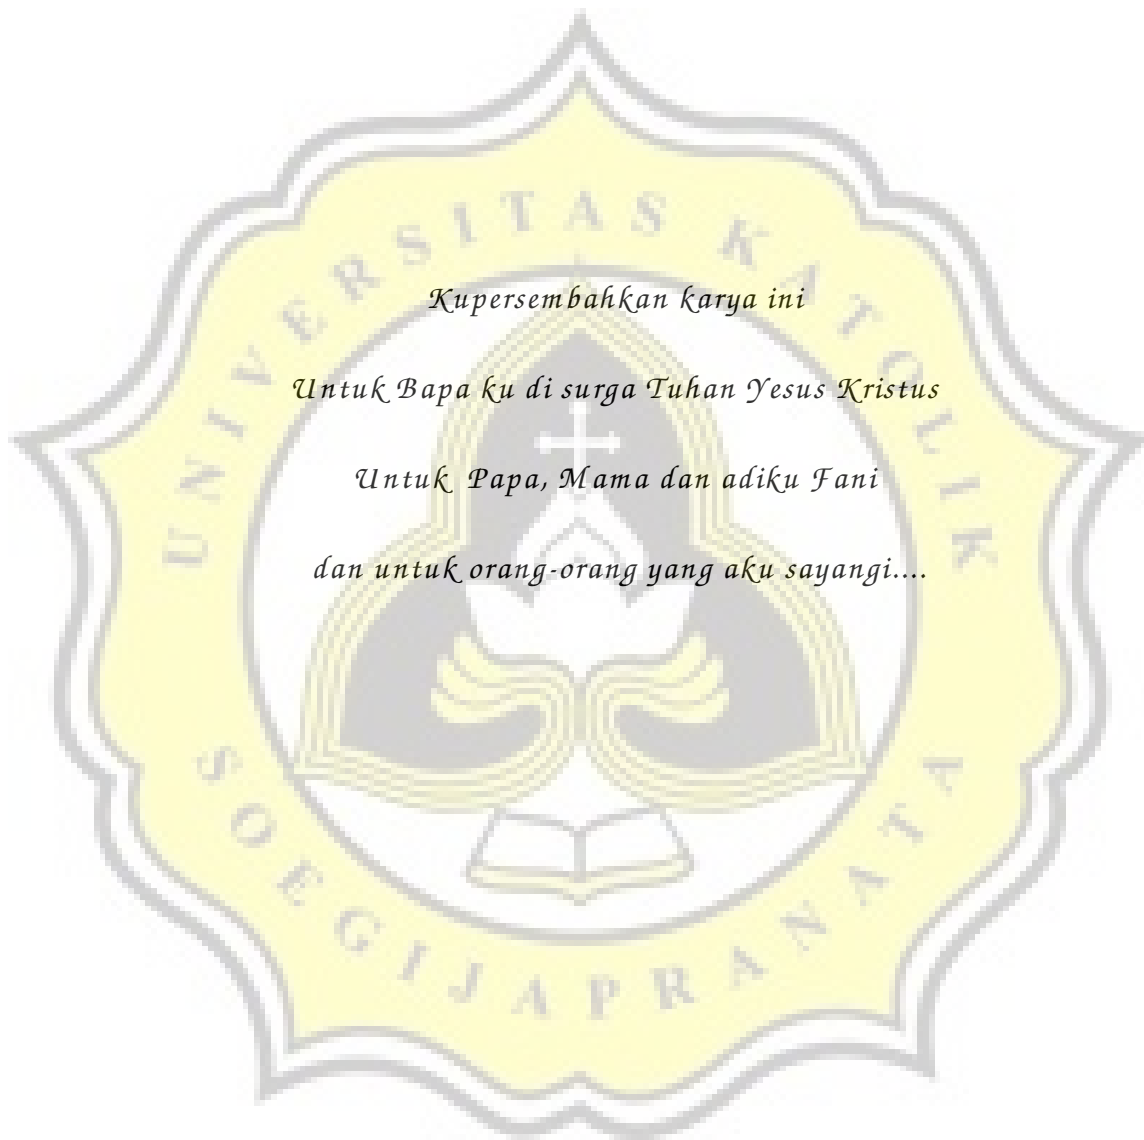 UNIVERSITAS KATOLIK
Kupersembahkan karya ini
Untuk Bapa ku di surga Tuhan Yesus Kristus
Untuk Papa, Mama dan adiku Fani
dan untuk orang-orang yang aku sayangi....
SOEGIJAPRANATA